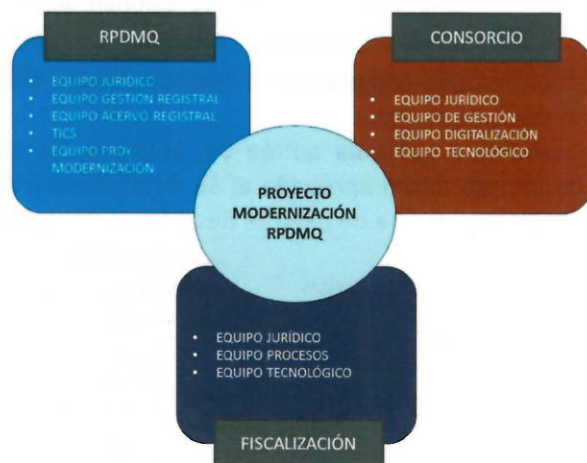 RPDMQ
• EQUIPO JURIDICO
• EQUIPO GESTIÓN REGISTRAL
• EQUIPO ACERVO REGISTRAL
• TICS
• EQUIPO PROY
MODERNIZACION
CONSORCIO
• EQUIPO JURÍDICO
• EQUIPO DE GESTIÓN
• EQUIPO DIGITALIZACIÓN
• EQUIPO TECNOLÓGICO
PROYECTO
MODERNIZACIÓN
RPDMQ
• EQUIPO JURÍDICO
• EQUIPO PROCESOS
• EQUIPO TECNOLÓGICO
FISCALIZACIÓN